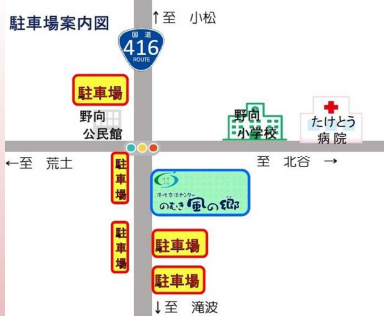 駐車場案内図
↑至 小松
国道
416
ROUTE
駐車場
野向
公民館
野向
小学校
たけとう
病院
←至 荒土
至 北谷 →
駐車場
のむき風の郷
駐車場
駐車場
駐車場
↓至 滝波